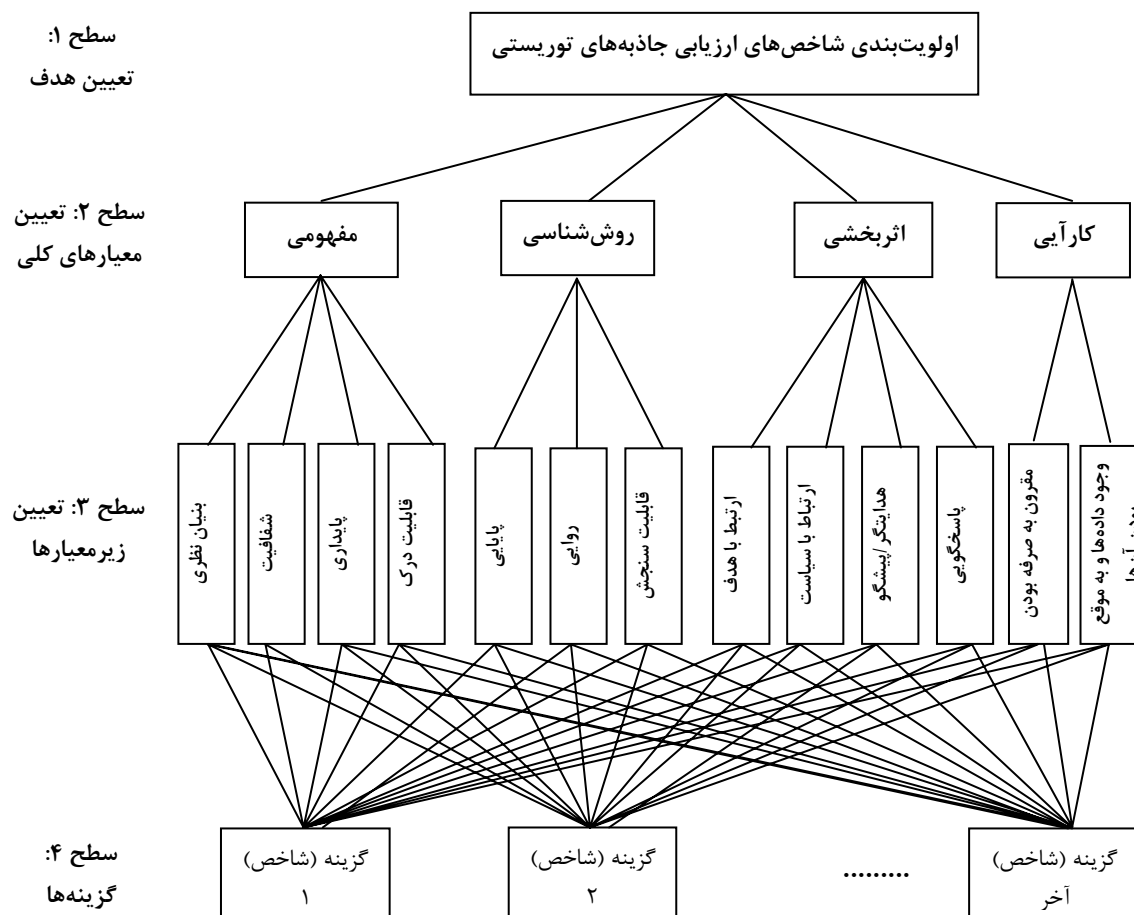 سطح ۱:
تعیین هدف
اولویت‌بندی شاخص‌های ارزیابی جاذبه‌های توریستی
سطح ۲: تعیین
معیارهای کلی
مفهومی
روش‌شناسی
اثربخشی
کارآیی
سطح ۳: تعیین
زیرمعیارها
بنیان نظری
شفافیت
پایداری
قابلیت درک
پایایی
روایی
قابلیت سنجش
ارتبط با هدف
ارتباط با سیاست
هدایتگر/پیشگو
پاسخگویی
مقرون به صرفه بودن
وجود داده‌ها و به موقع
سطح ۴:
گزینه‌ها
گزینه (شاخص)
۱
گزینه (شاخص)
۲
.........
گزینه (شاخص)
آخر